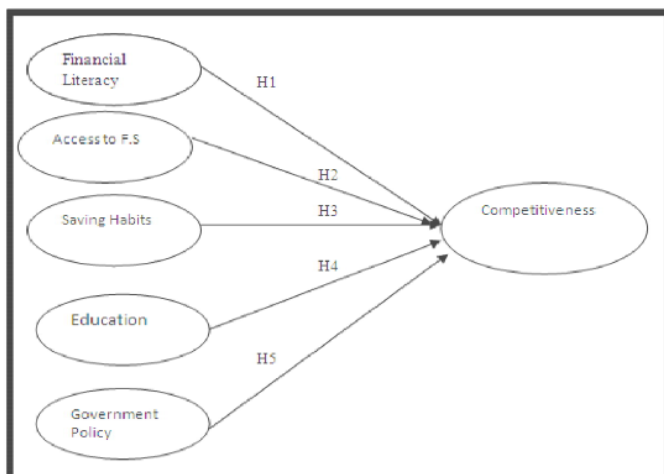 Financial
Literacy
H1
Access to F.S
H2
Saving Habits
H3
Competitiveness
H4
Education
H5
Government
Policy